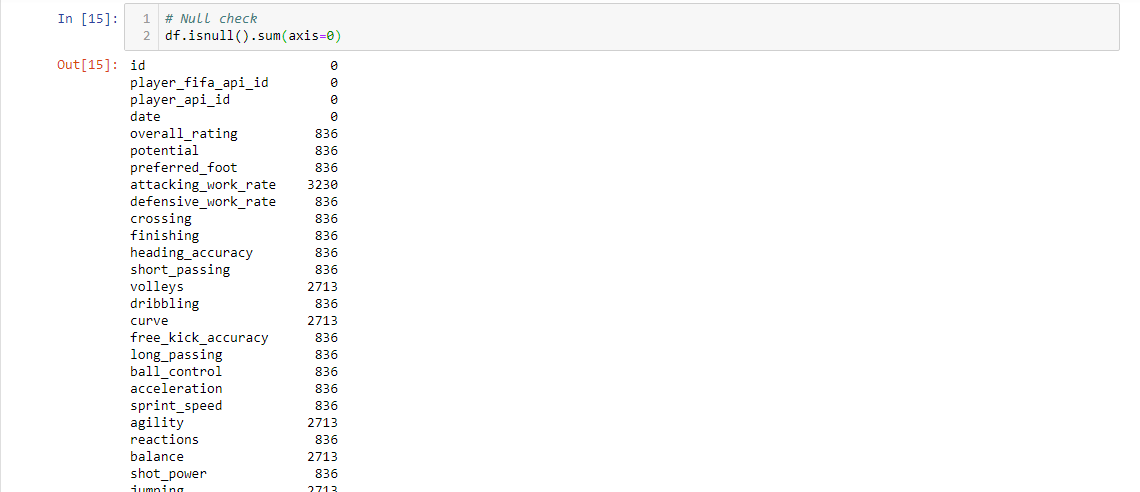 In [15]: 1 # Null check
2 df.isnull().sum(axis=0)
Out[15]: id 0
player_fifa_api_id 0
player_api_id 0
date 0
overall_rating 836
potential 836
preferred_foot 836
attacking_work_rate 3230
defensive_work_rate 836
crossing 836
finishing 836
heading_accuracy 836
short_passing 836
volleys 2713
dribbling 836
curve 2713
free_kick_accuracy 836
long_passing 836
ball_control 836
acceleration 836
sprint_speed 836
agility 2713
reactions 836
balance 2713
shot_power 836
jumping 2713